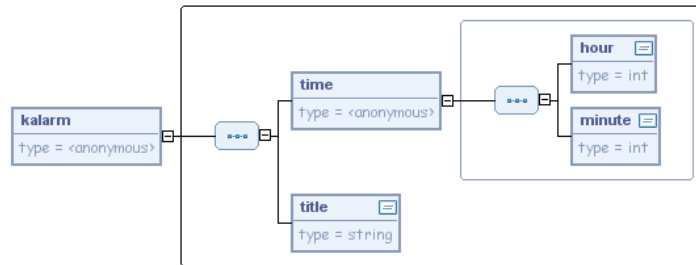 kalarm
type = <anonymous>
time
type = <anonymous>
hour
type = int
minute
type = int
title
type = string